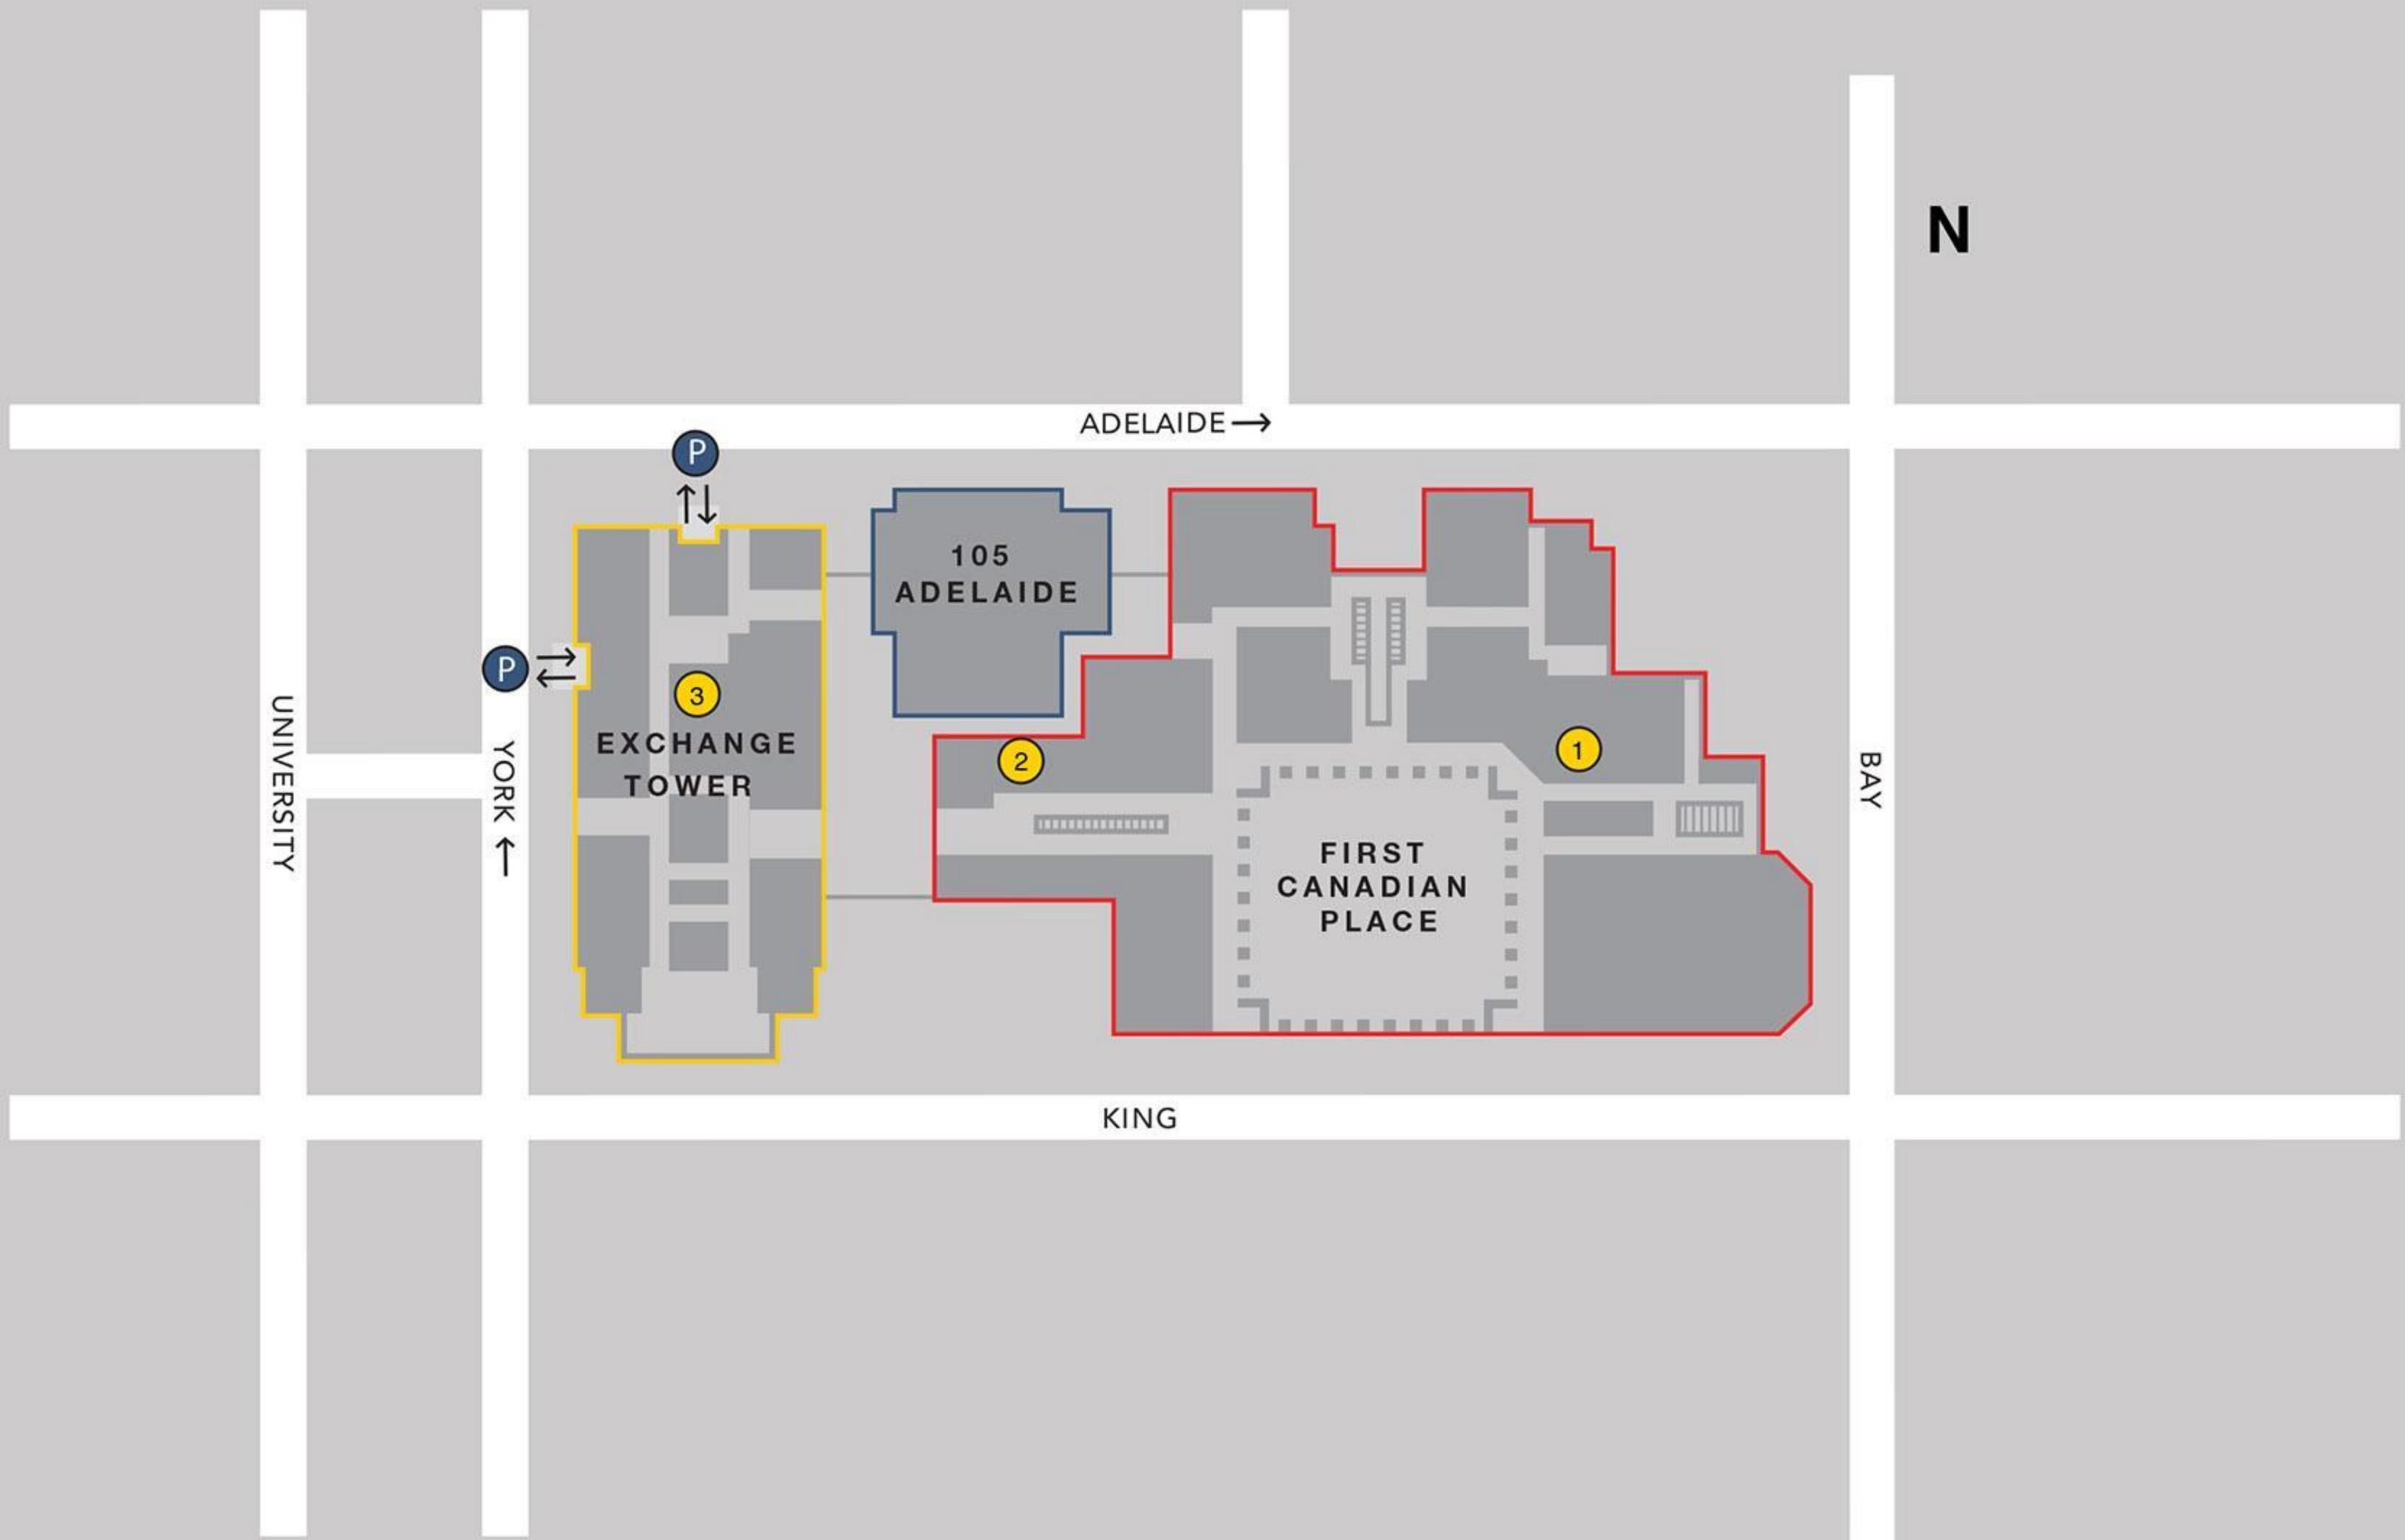 N
ADELAIDE →
P
105
ADELAIDE
P
3
EXCHANGE
TOWER
2
1
UNIVERSITY
YORK ←
BAY
FIRST
CANADIAN
PLACE
KING